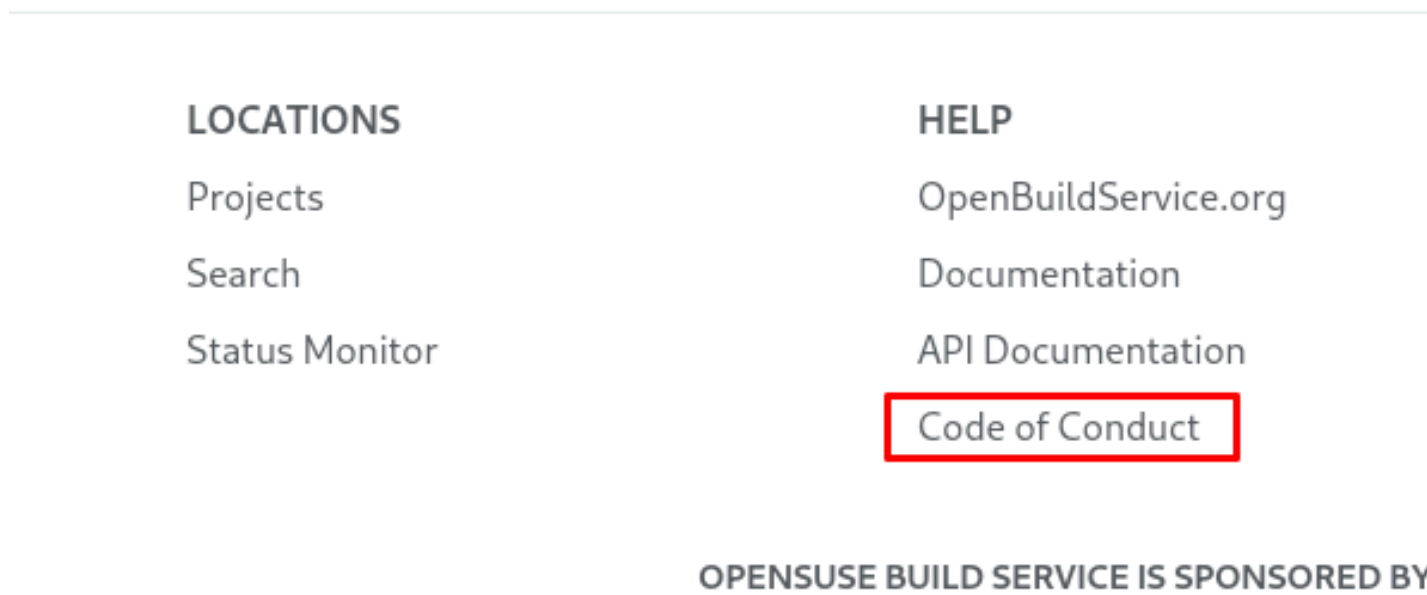 LOCATIONS
Projects
Search
Status Monitor
HELP
OpenBuildService.org
Documentation
API Documentation
Code of Conduct
OPENSUSE BUILD SERVICE IS SPONSORED BY